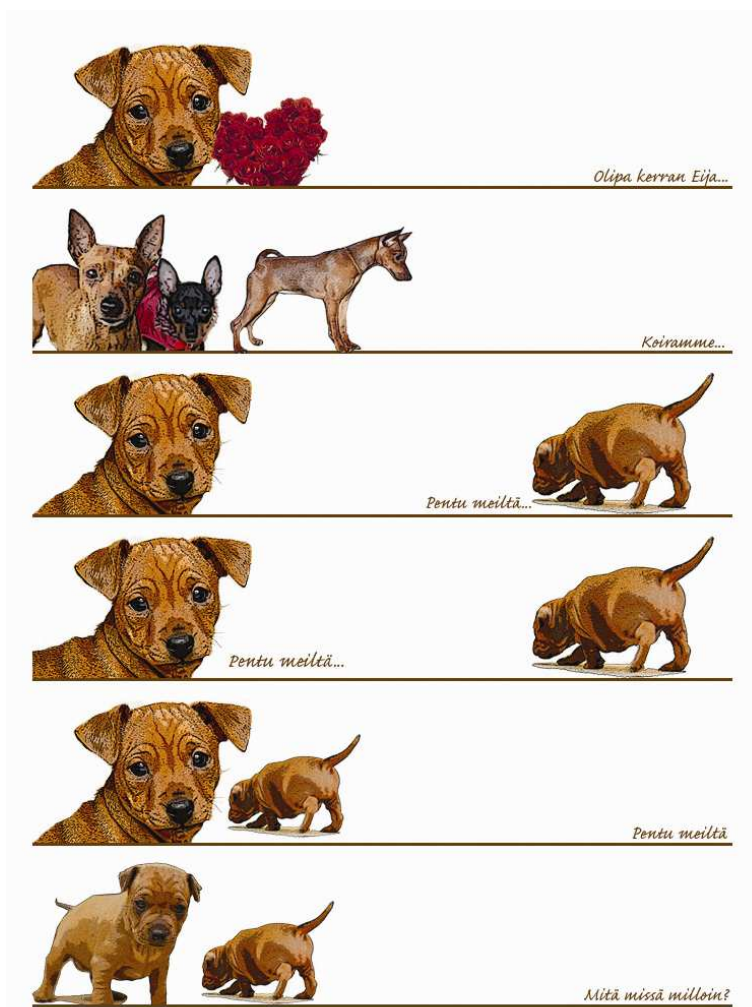 Olipa kerran Eija...
Koiramme...
Pentu meiltä...
Pentu meiltä...
Pentu meiltä
Mitä missä milloin?